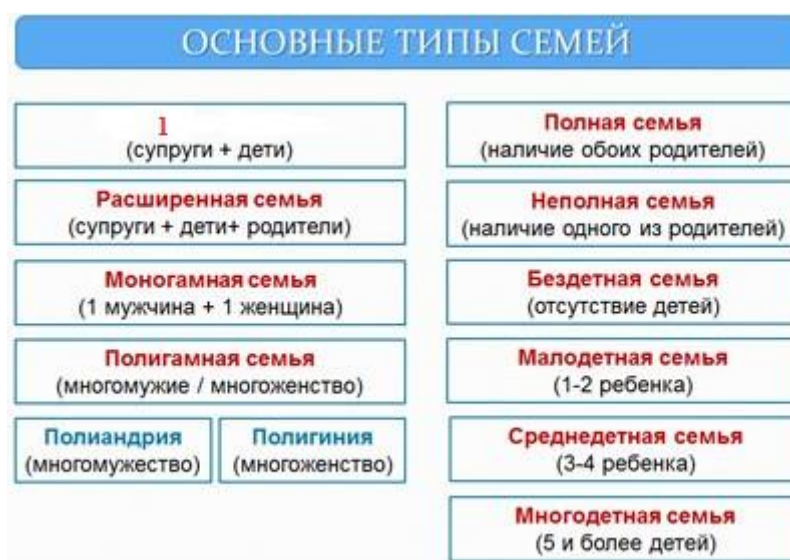 ОСНОВНЫЕ ТИПЫ СЕМЕЙ
1
(супруги + дети)
Расширенная семья
(супруги + дети+ родители)
Моногамная семья
(1 мужчина + 1 женщина)
Полигамная семья
(многомужие / многоженство)
Полиандрия
(многомужество)
Полигиния
(многоженство)
Полная семья
(наличие обоих родителей)
Неполная семья
(наличие одного из родителей)
Бездетная семья
(отсутствие детей)
Малодетная семья
(1-2 ребенка)
Среднедетная семья
(3-4 ребенка)
Многодетная семья
(5 и более детей)